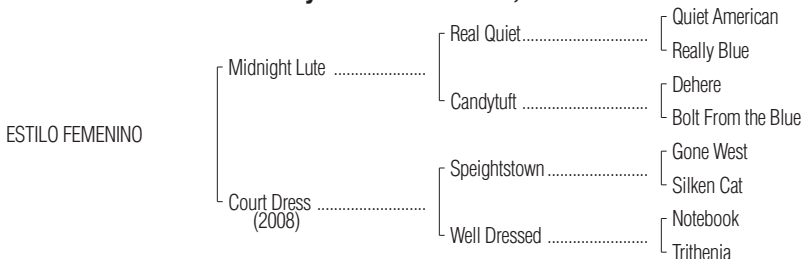 Quiet American
Real Quiet
Really Blue
Midnight Lute
Dehere
Candytuft
Bolt From the Blue
ESTILO FEMENINO
Gone West
Speightstown
Silken Cat
Court Dress
(2008)
Notebook
Well Dressed
Trithenia